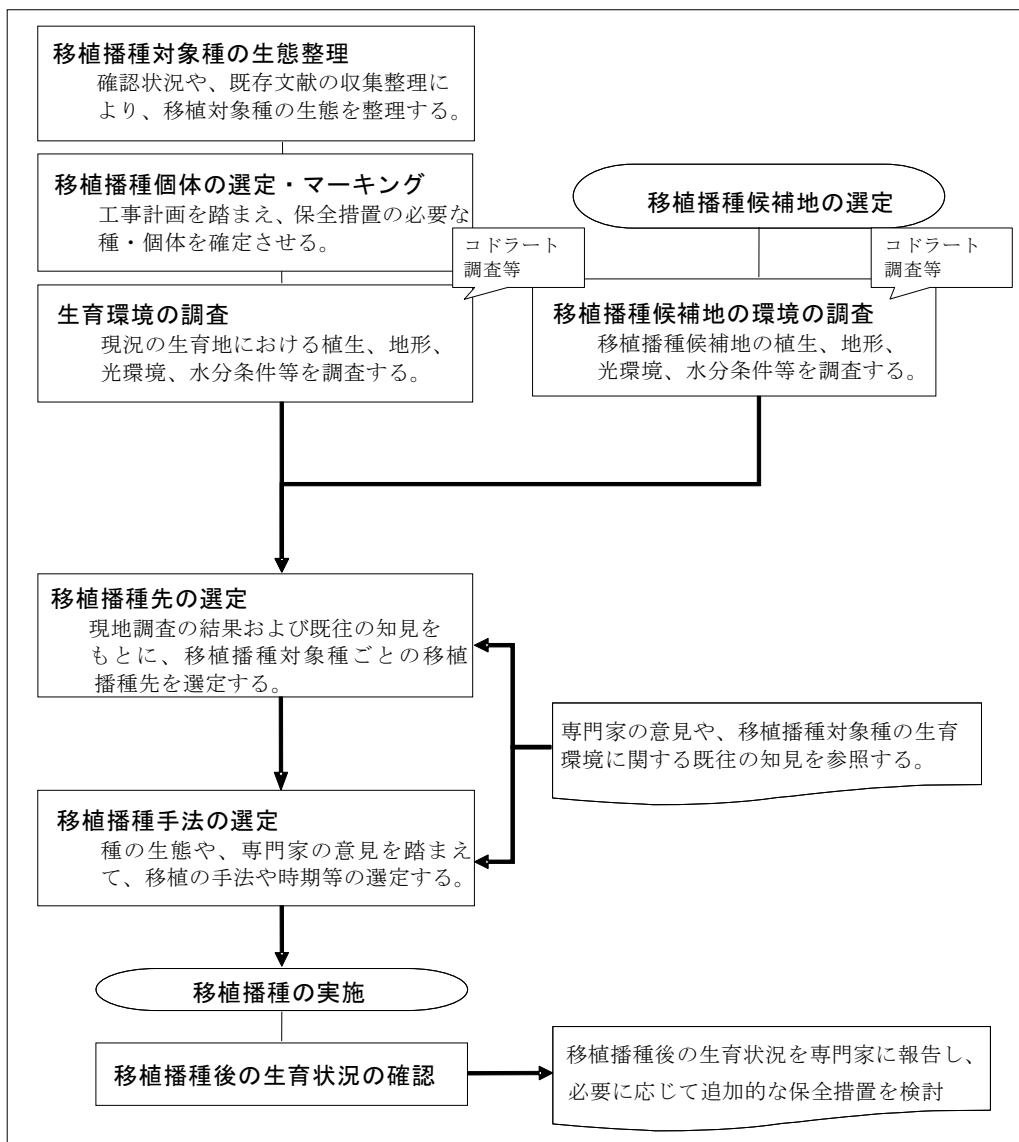 移植播種対象種の生態整理
確認状況や、既存文献の収集整理に
より、移植対象種の生態を整理する。
移植播種個体の選定・マーキング
工事計画を踏まえ、保全措置の必要な
種・個体を確定させる。
コドラート
調査等
生育環境の調査
現況の生育地における植生、地形、
光環境、水分条件等を調査する。
移植播種候補地の選定
コドラート
調査等
移植播種候補地の環境の調査
移植播種候補地の植生、地形、
光環境、水分条件等を調査する。
移植播種先の選定
現地調査の結果および既往の知見を
もとに、移植播種対象種ごとの移植
播種先を選定する。
専門家の意見や、移植播種対象種の生育
環境に関する既往の知見を参照する。
移植播種手法の選定
種の生態や、専門家の意見を踏まえ
て、移植の手法や時期等の選定する。
移植播種の実施
移植播種後の生育状況の確認
移植播種後の生育状況を専門家に報告し、
必要に応じて追加的な保全措置を検討